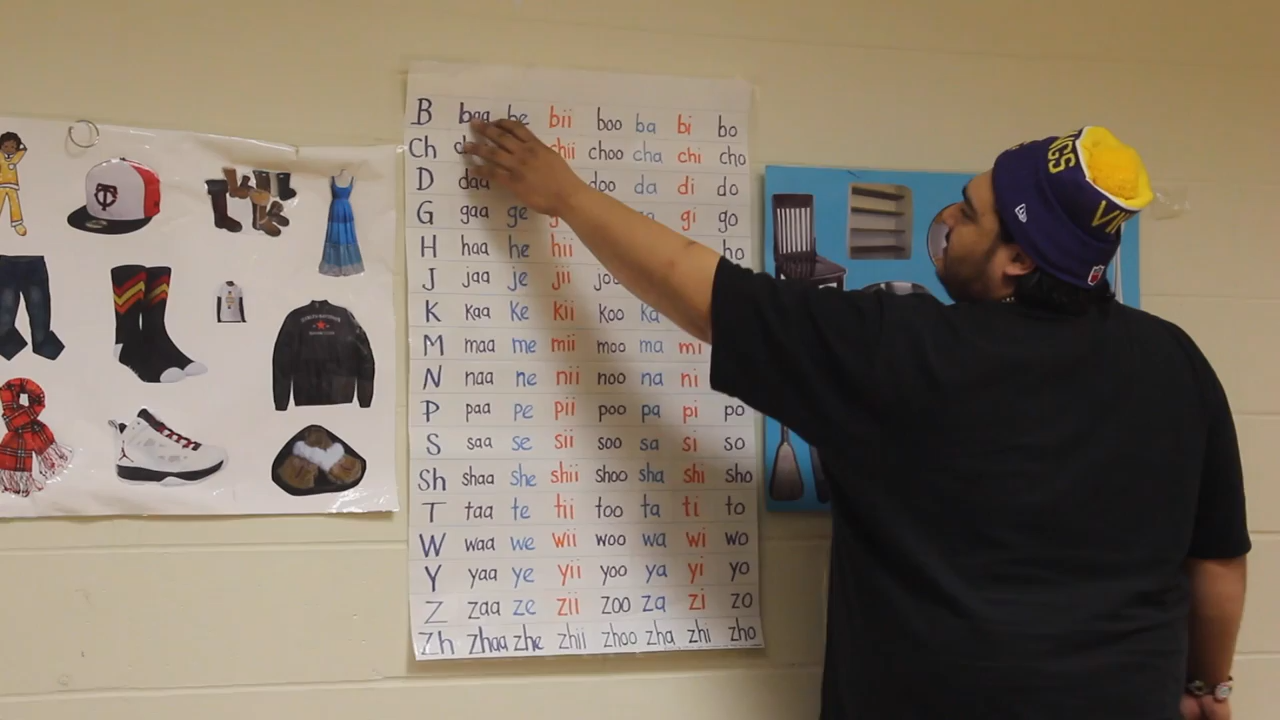 B baa be bii boo ba bi bo
Ch chii choo cha chi cho
D daa doo da di do
G gaa ge gi go
H haa he hii ho
J jaa je jii
K kaa ke kii koo ka
M maa me mii moo ma mi
N naa ne nii noo na ni
P paa pe pii poo pa pi po
S saa se sii soo sa si so
Sh shaa she shii shoo sha shi sho
T taa te tii too ta ti to
W waa we wii woo wa wi wo
Y yaa ye yii yoo ya yi yo
Z zaa ze zii zoo za zi zo
Zh zhaa zhe zhii zhoo zha zhi zho